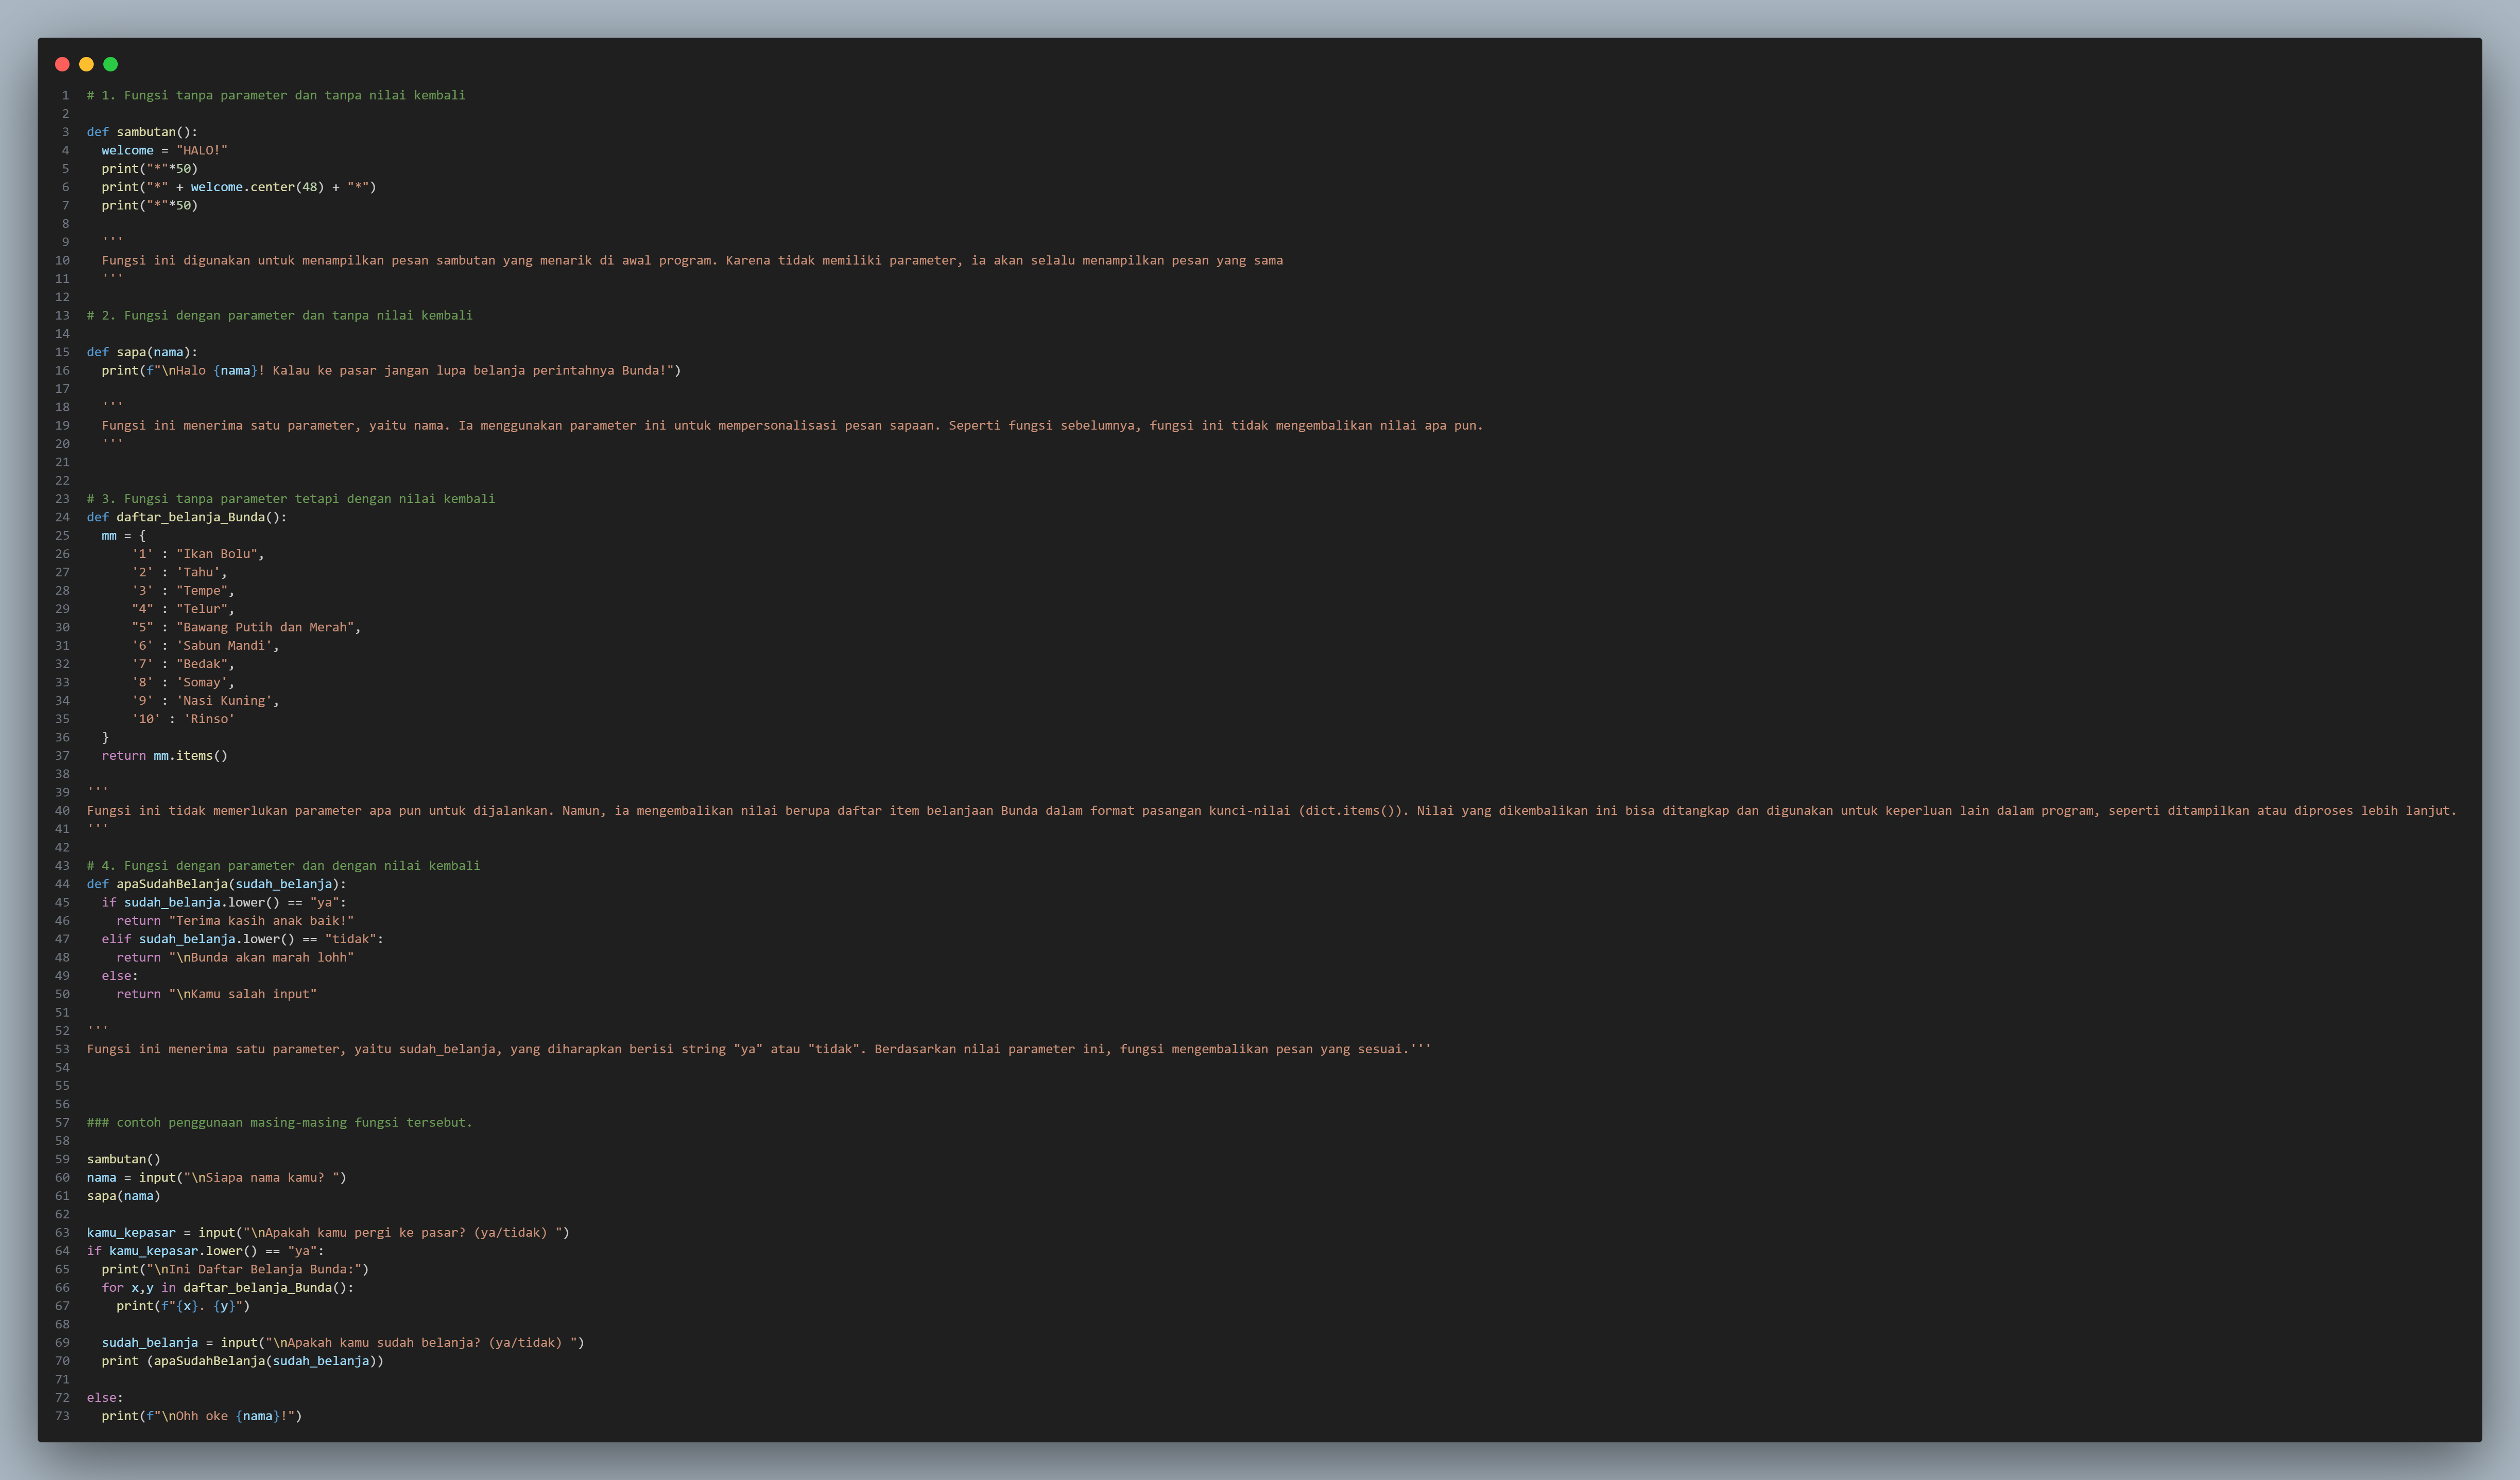 1 # 1. Fungsi tanpa parameter dan tanpa nilai kembali
2
3 def sambutan():
4   welcome = "HALO!"
5   print("*"*50)
6   print("*" + welcome.center(48) + "*")
7   print("*"*50)
8
9   '''
10   Fungsi ini digunakan untuk menampilkan pesan sambutan yang menarik di awal program. Karena tidak memiliki parameter, ia akan selalu menampilkan pesan yang sama
11   '''
12
13 # 2. Fungsi dengan parameter dan tanpa nilai kembali
14
15 def sapa(nama):
16   print(f"\nHalo {nama}! Kalau ke pasar jangan lupa belanja perintahnya Bunda!")
17
18   '''
19   Fungsi ini menerima satu parameter, yaitu nama. Ia menggunakan parameter ini untuk mempersonalisasi pesan sapaan. Seperti fungsi sebelumnya, fungsi ini tidak mengembalikan nilai apa pun.
20   '''
21
22
23 # 3. Fungsi tanpa parameter tetapi dengan nilai kembali
24 def daftar_belanja_Bunda():
25   mm = {
26       '1' : "Ikan Bolu",
27       '2' : 'Tahu',
28       '3' : "Tempe",
29       "4" : "Telur",
30       "5" : "Bawang Putih dan Merah",
31       '6' : 'Sabun Mandi',
32       '7' : "Bedak",
33       '8' : 'Somay',
34       '9' : 'Nasi Kuning',
35       '10' : 'Rinso'
36   }
37   return mm.items()
38
39 '''
40 Fungsi ini tidak memerlukan parameter apa pun untuk dijalankan. Namun, ia mengembalikan nilai berupa daftar item belanjaan Bunda dalam format pasangan kunci-nilai (dict.items()). Nilai yang dikembalikan ini bisa ditangkap dan digunakan untuk keperluan lain dalam program, seperti ditampilkan atau diproses lebih lanjut.
41 '''
42
43 # 4. Fungsi dengan parameter dan dengan nilai kembali
44 def apaSudahBelanja(sudah_belanja):
45   if sudah_belanja.lower() == "ya":
46     return "Terima kasih anak baik!"
47   elif sudah_belanja.lower() == "tidak":
48     return "\nBunda akan marah lohh"
49   else:
50     return "\nKamu salah input"
51
52 '''
53 Fungsi ini menerima satu parameter, yaitu sudah_belanja, yang diharapkan berisi string "ya" atau "tidak". Berdasarkan nilai parameter ini, fungsi mengembalikan pesan yang sesuai.'''
54
55
56
57 ### contoh penggunaan masing-masing fungsi tersebut.
58
59 sambutan()
60 nama = input("\nSiapa nama kamu? ")
61 sapa(nama)
62
63 kamu_kepasar = input("\nApakah kamu pergi ke pasar? (ya/tidak) ")
64 if kamu_kepasar.lower() == "ya":
65   print("\nIni Daftar Belanja Bunda:")
66   for x,y in daftar_belanja_Bunda():
67     print(f"{x}. {y}")
68
69   sudah_belanja = input("\nApakah kamu sudah belanja? (ya/tidak) ")
70   print (apaSudahBelanja(sudah_belanja))
71
72 else:
73   print(f"\nOhh oke {nama}!")